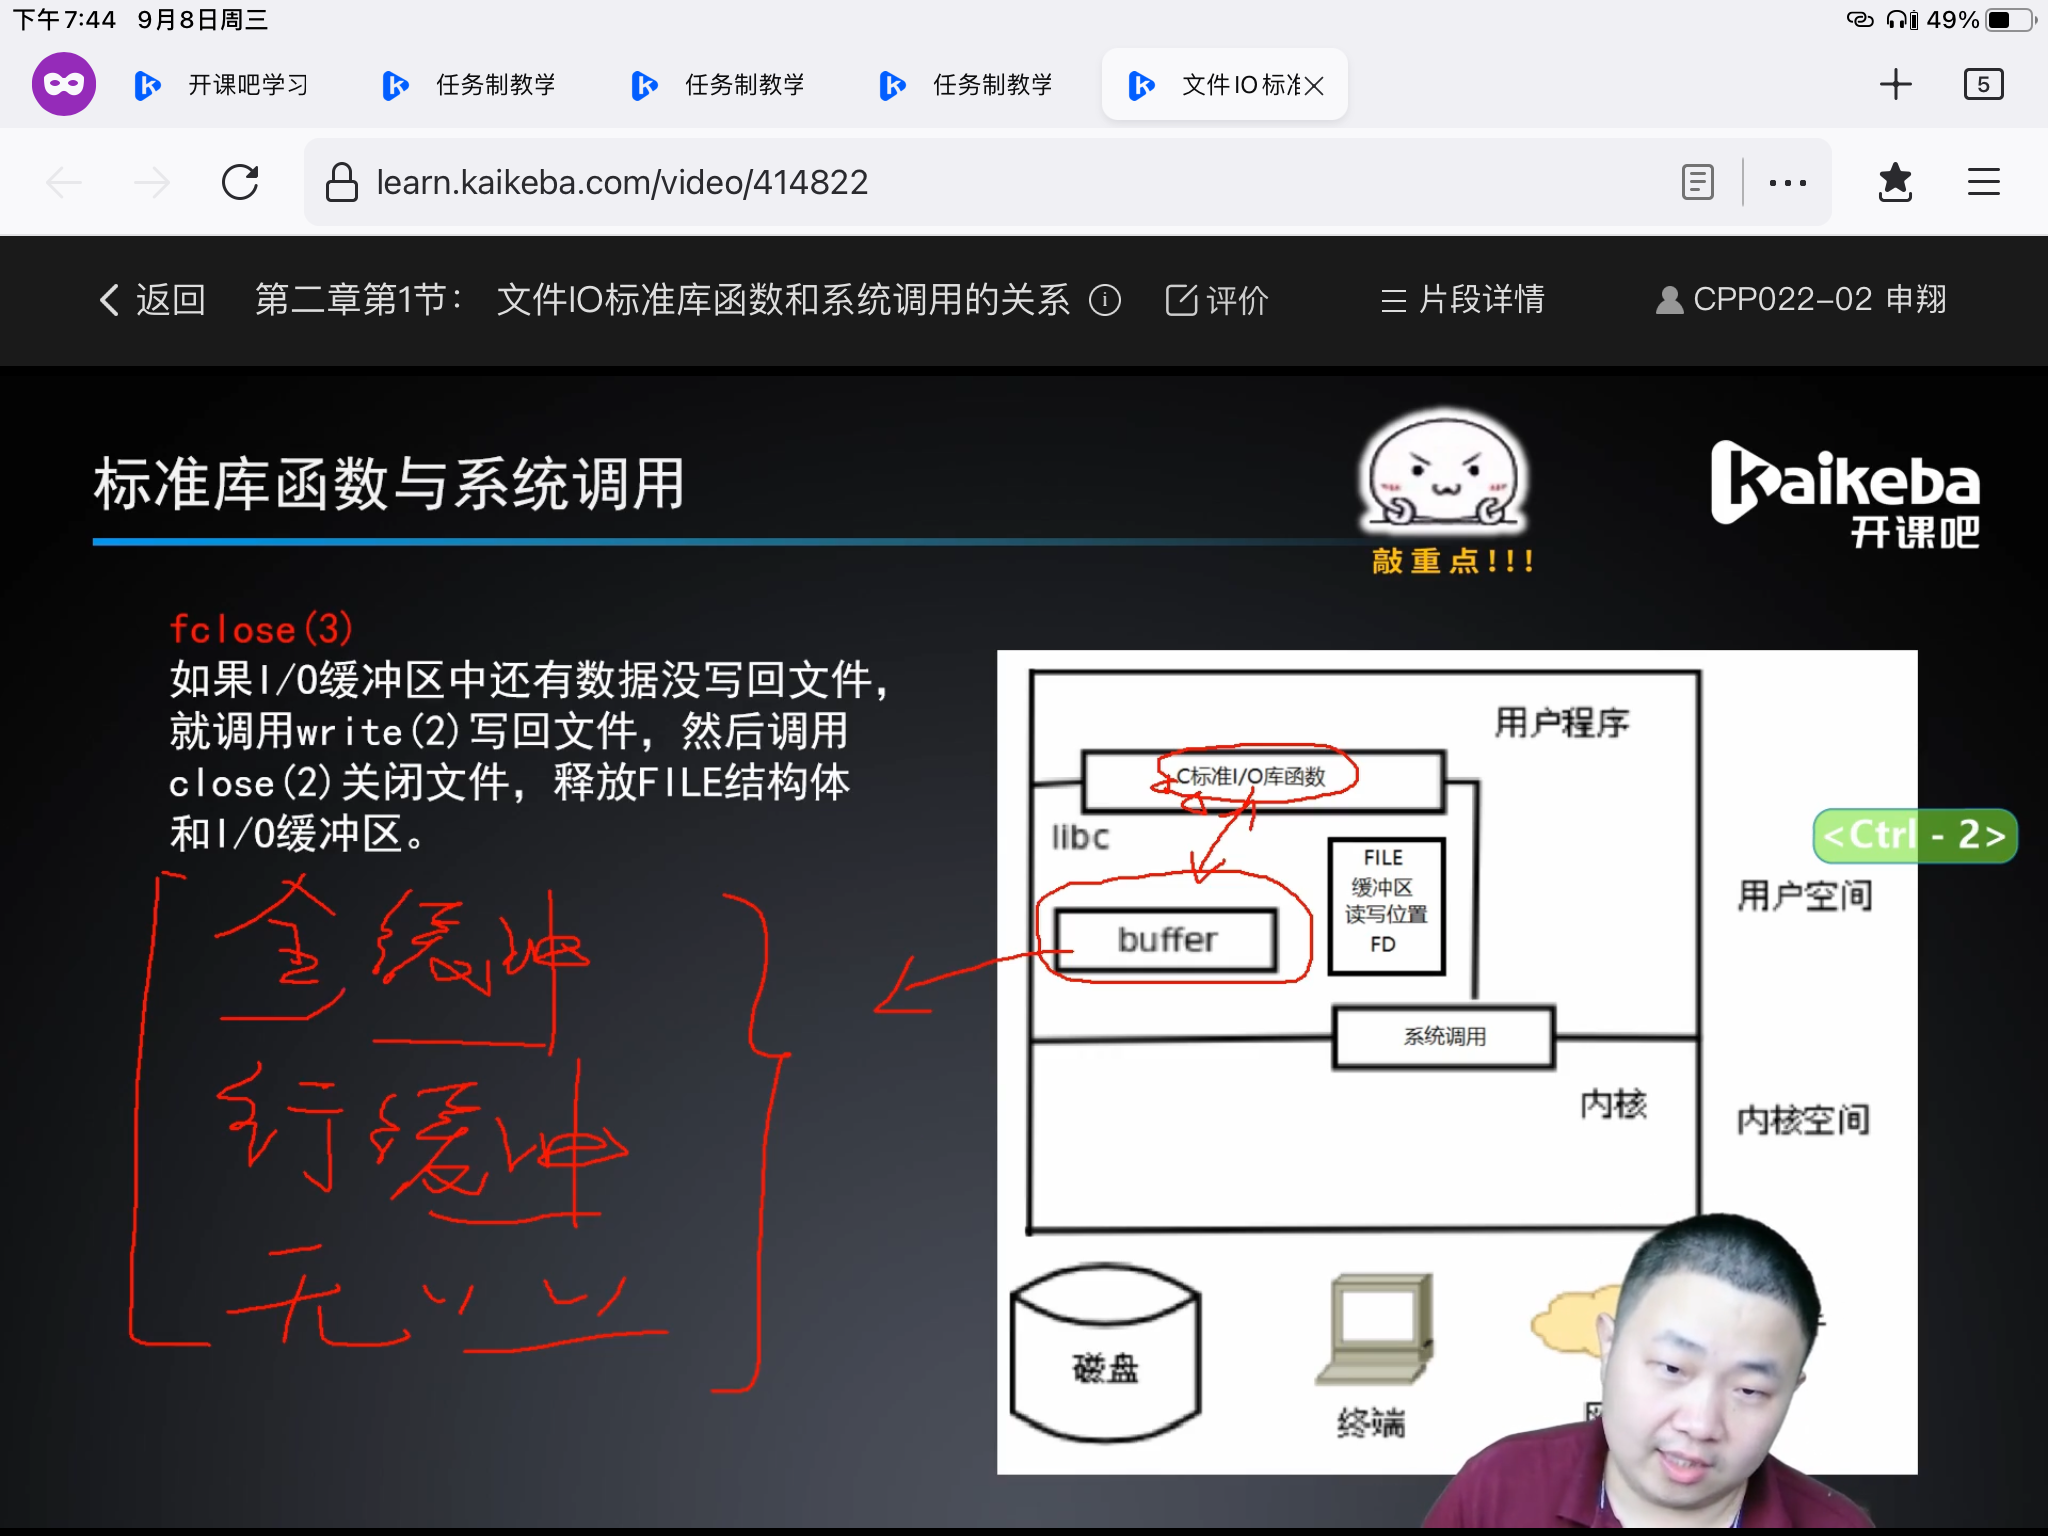 下午7:44 9月8日周三 49%
开课吧学习 任务制教学 任务制教学 任务制教学 文件IO标准 5
learn.kaikeba.com/video/414822
返回 第二章第1节: 文件IO标准库函数和系统调用的关系 评价 片段详情 CPP022-02 申翔
标准库函数与系统调用
敲重点!!!
kaikeba
开课吧
fclose(3)
如果I/O缓冲区中还有数据没写回文件，
就调用write(2)写回文件，然后调用
close(2)关闭文件，释放FILE结构体
和I/O缓冲区。
全缓冲
行缓冲
无 〃 〃
用户程序
C标准I/O库函数
libc
FILE
缓冲区
读写位置
FD
buffer
<Ctrl - 2>
用户空间
系统调用
内核
内核空间
磁盘
终端